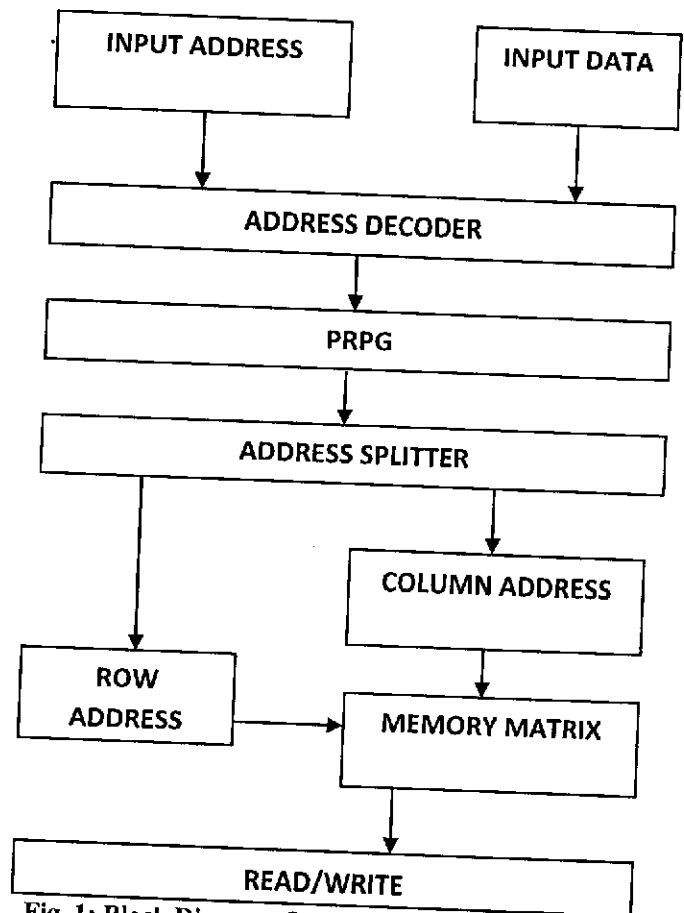 INPUT ADDRESS
INPUT DATA
ADDRESS DECODER
PRPG
ADDRESS SPLITTER
COLUMN ADDRESS
ROW
ADDRESS
MEMORY MATRIX
READ/WRITE
Fig. 1: Block Diagram